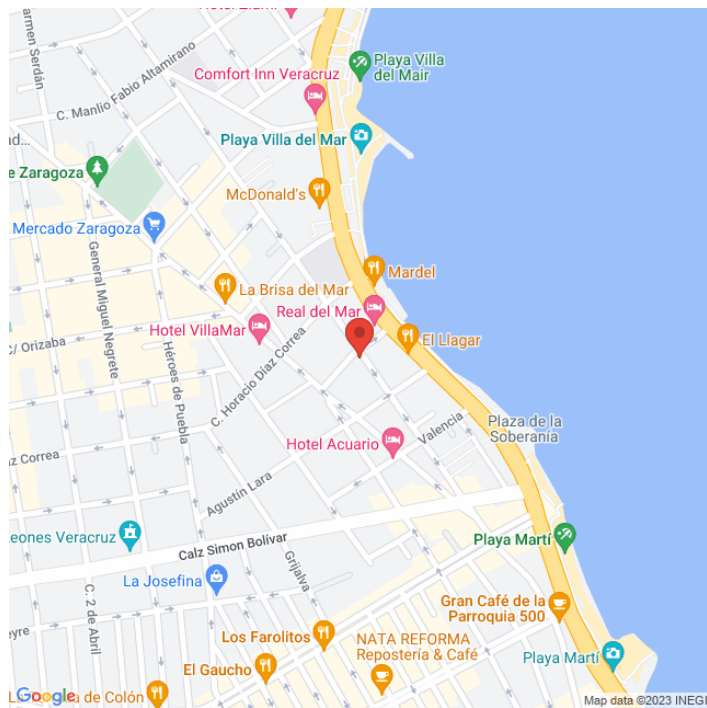 armen Serdán
C. Manlio Fabio Altamirano
Comfort Inn Veracruz
Playa Villa
del Mair
Playa Villa del Mar
ad...
e Zaragoza
McDonald's
Mercado Zaragoza
General Miguel Negrete
La Brisa del Mar
Mardel
Real del Mar
Hotel VillaMar
El Llagar
C/ Orizaba
Héroes de Puebla
C. Horacio Díaz Correa
Plaza de la
Soberanía
Valencia
Hotel Acuario
az Correa
Agustín Lara
eones Veracruz
Calz Simon Bolívar
Playa Martí
Grijalva
La Josefina
C. 2 de Abril
Gran Café de la
Parroquia 500
eyre
Los Farolitos
NATA REFORMA
Repostería & Café
El Gaucho
Playa Martí
Google
a de Colón
Map data ©2023 INEGI